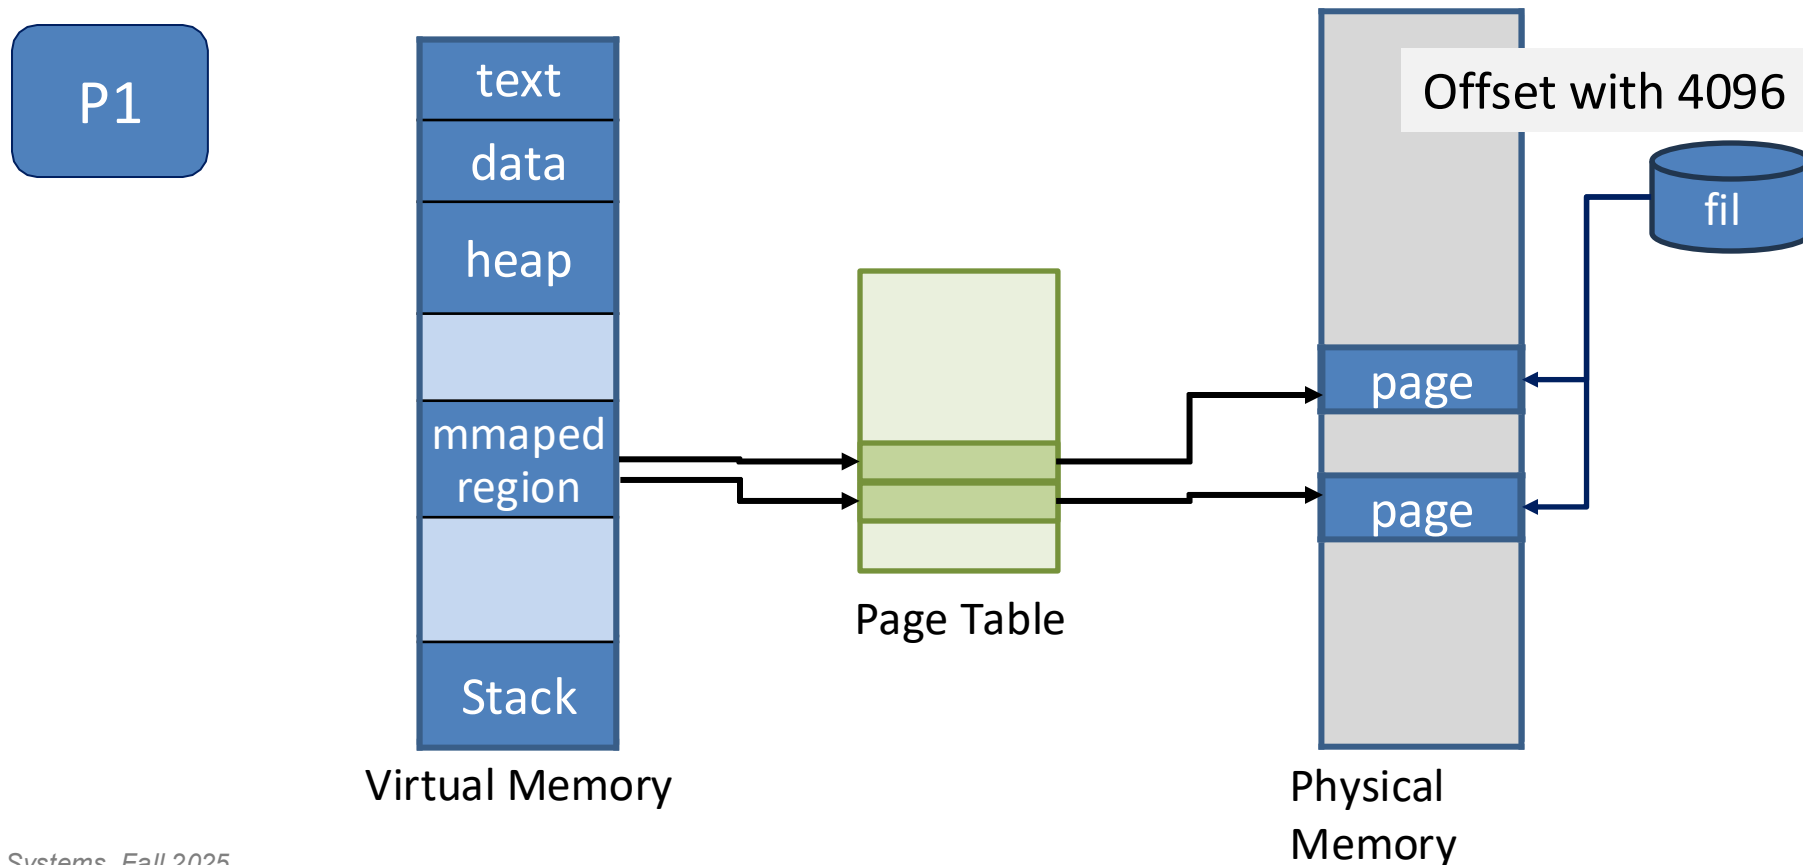 P1
text
data
heap
mmaped
region
Stack
Virtual Memory
Page Table
page
page
Physical
Memory
Offset with 4096
fil
Systems, Fall 2025